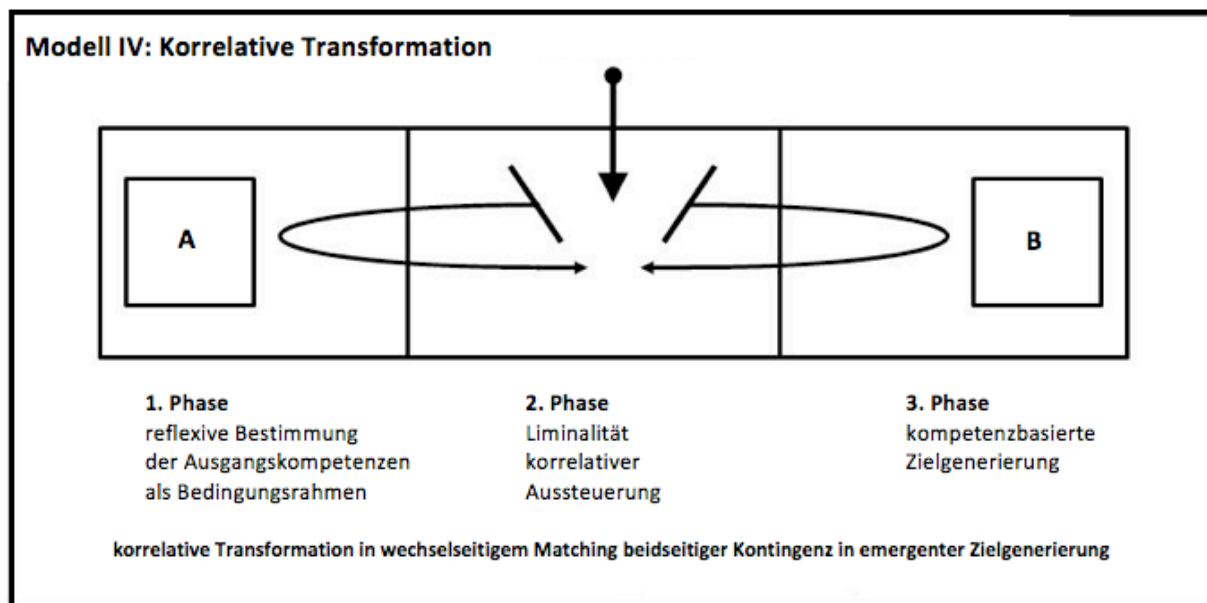 Modell IV: Korrelative Transformation
A
B
1. Phase
reflexive Bestimmung
der Ausgangskompetenzen
als Bedingungsrahmen
2. Phase
Liminalität
korrelativer
Aussteuerung
3. Phase
kompetenzbasierte
Zielgenerierung
korrelative Transformation in wechselseitigem Matching beidseitiger Kontingenz in emergenter Zielgenerierung